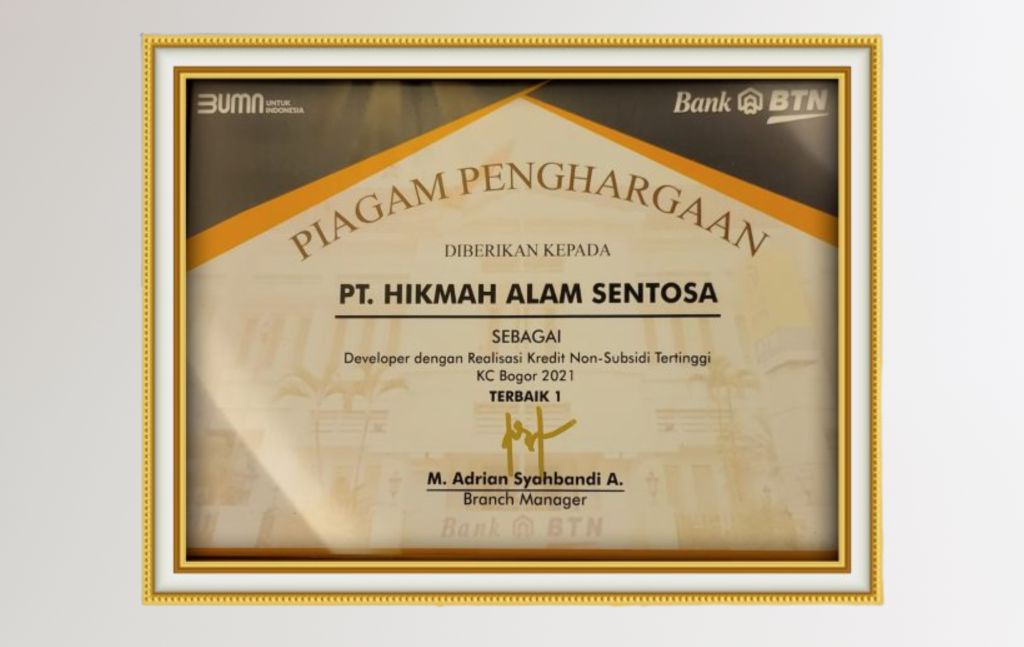 BUMN UNTUK INDONESIA
Bank BTN
PIAGAM PENGHARGAAN
DIBERIKAN KEPADA
PT. HIKMAH ALAM SENTOSA
SEBAGAI
Developer dengan Realisasi Kredit Non-Subsidi Tertinggi
KC Bogor 2021
TERBAIK 1
M. Adrian Syahbandi A.
Branch Manager
Bank BTN